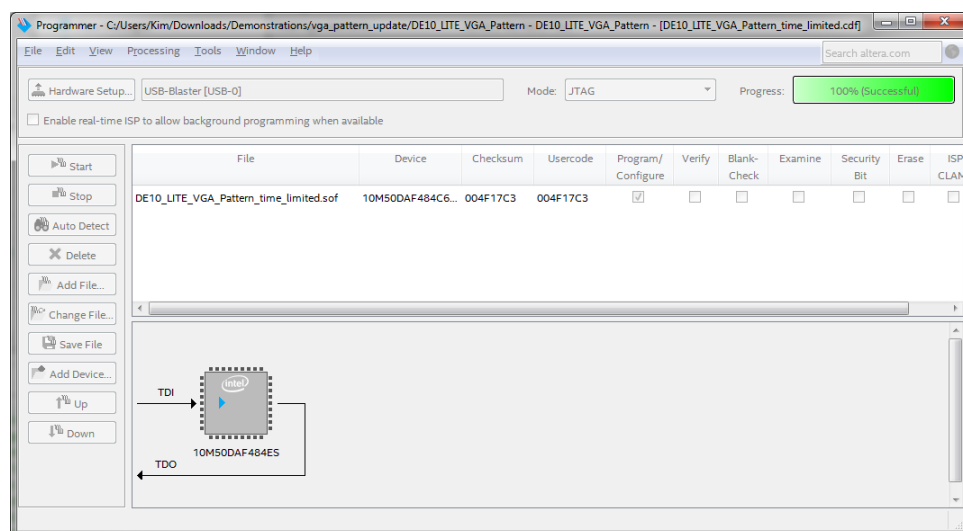 Programmer - C:/Users/Kim/Downloads/Demonstrations/vga_pattern_update/DE10_LITE_VGA_Pattern - DE10_LITE_VGA_Pattern - [DE10_LITE_VGA_Pattern_time_limited.cdf]
File Edit View Processing Tools Window Help
Search altera.com
Hardware Setup... USB-Blaster [USB-0] Mode: JTAG Progress: 100% (Successful)
Enable real-time ISP to allow background programming when available
Start
Stop
Auto Detect
Delete
Add File...
Change File...
Save File
Add Device...
Up
Down
File Device Checksum Usercode Program/ Verify Blank- Examine Security Erase ISP
Configure Check Bit CLAM
DE10_LITE_VGA_Pattern_time_limited.sof 10M50DAF484C6... 004F17C3 004F17C3
intel
TDI
10M50DAF484ES
TDO